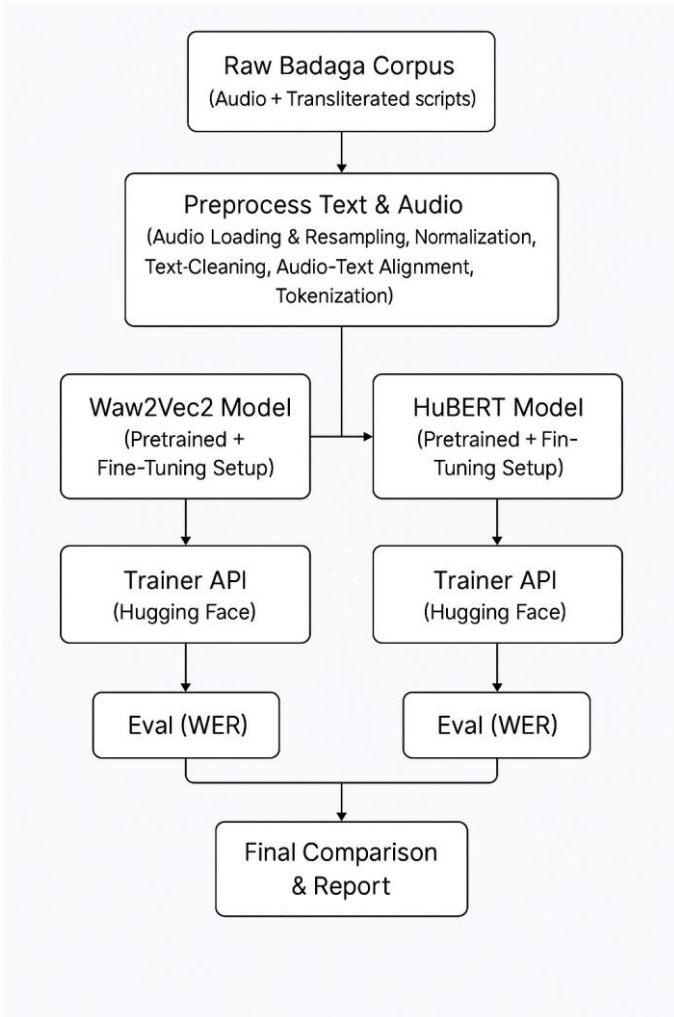 Raw Badaga Corpus
(Audio + Transliterated scripts)
Preprocess Text & Audio
(Audio Loading & Resampling, Normalization,
Text-Cleaning, Audio-Text Alignment,
Tokenization)
Waw2Vec2 Model
(Pretrained +
Fine-Tuning Setup)
HuBERT Model
(Pretrained + Fin-
Tuning Setup)
Trainer API
(Hugging Face)
Trainer API
(Hugging Face)
Eval (WER)
Eval (WER)
Final Comparison
& Report